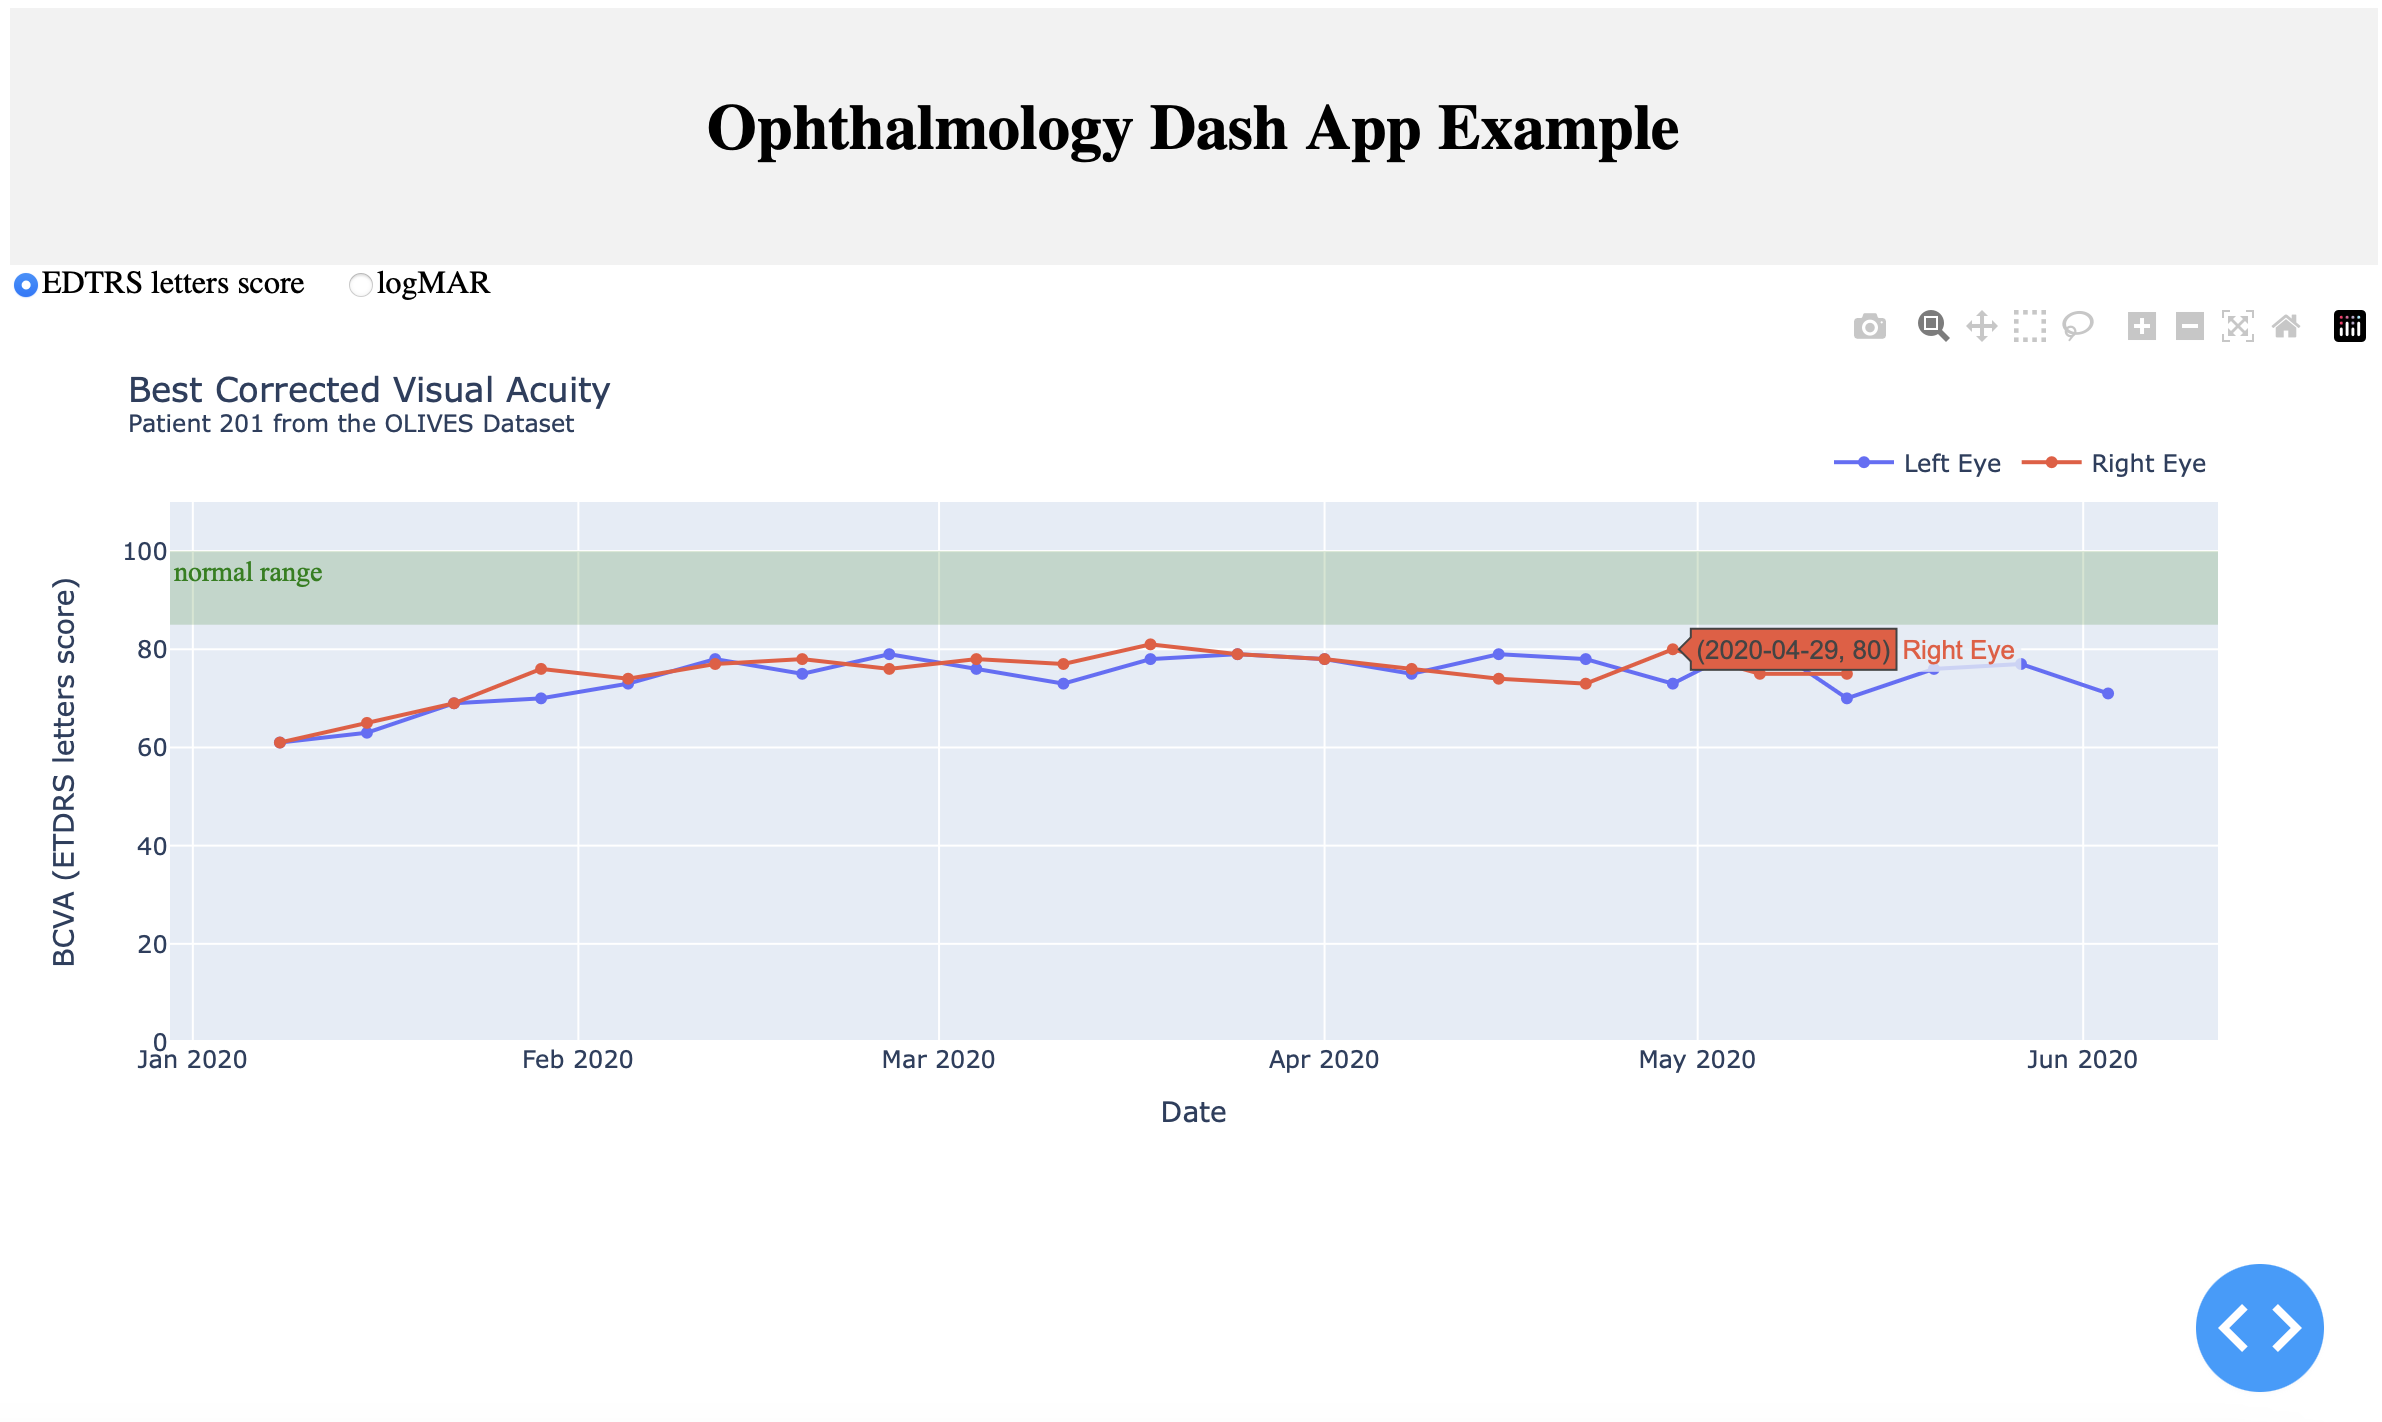 Ophthalmology Dash App Example
EDTRS letters score logMAR
Best Corrected Visual Acuity
Patient 201 from the OLIVES Dataset
Left Eye Right Eye
BCVA (ETDRS letters score)
100
normal range
80
(2020-04-29, 80) Right Eye
60
40
20
0
Jan 2020 Feb 2020 Mar 2020 Apr 2020 May 2020 Jun 2020
Date